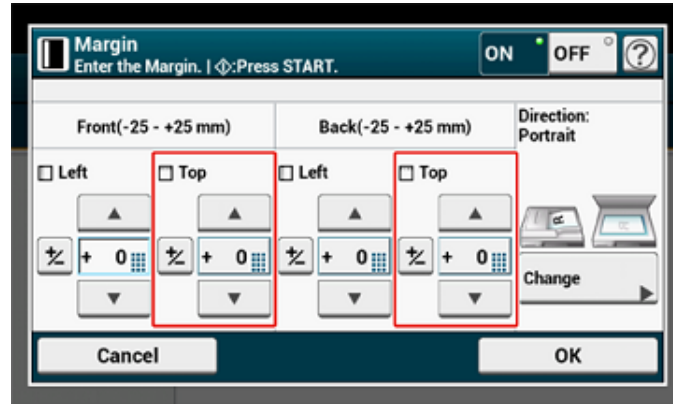 Margin
Enter the Margin. | ◇:Press START.
ON
OFF
?
Front(-25 - +25 mm)
Back(-25 - +25 mm)
Direction:
Portrait
Left
Top
Left
Top
+ 0
+ 0
+ 0
+ 0
Change
Cancel
OK